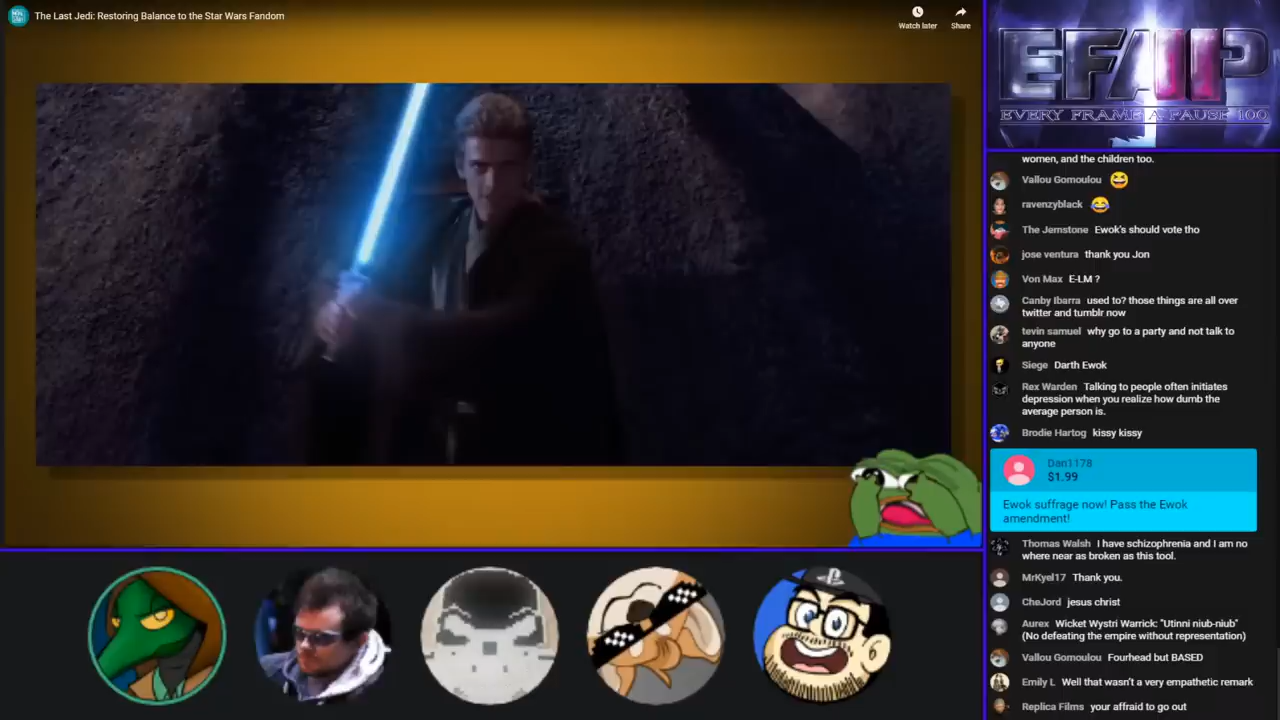 The Last Jedi: Restoring Balance to the Star Wars Fandom
Watch later
Share
EFAP
EVERY FRAME A PAUSE 100
women, and the children too.
Vallou Gomoulou
ravenzyblack
The Jemstone Ewok's should vote tho
jose ventura thank you Jon
Von Max E-LM ?
Canby Ibarra used to? those things are all over
twitter and tumblr now
tevin samuel why go to a party and not talk to
anyone
Siege Darth Ewok
Rex Warden Talking to people often initiates
depression when you realize how dumb the
average person is.
Brodie Hartog kissy kissy
Dan1178
$1.99
Ewok suffrage now! Pass the Ewok
amendment!
Thomas Walsh I have schizophrenia and I am no
where near as broken as this tool.
MrKyel17 Thank you.
CheJord jesus christ
Aurex Wicket Wystri Warrick: "Utinni niub-niub"
(No defeating the empire without representation)
Vallou Gomoulou Fourhead but BASED
Emily L Well that wasn't a very empathetic remark
Replica Films your affraid to go out